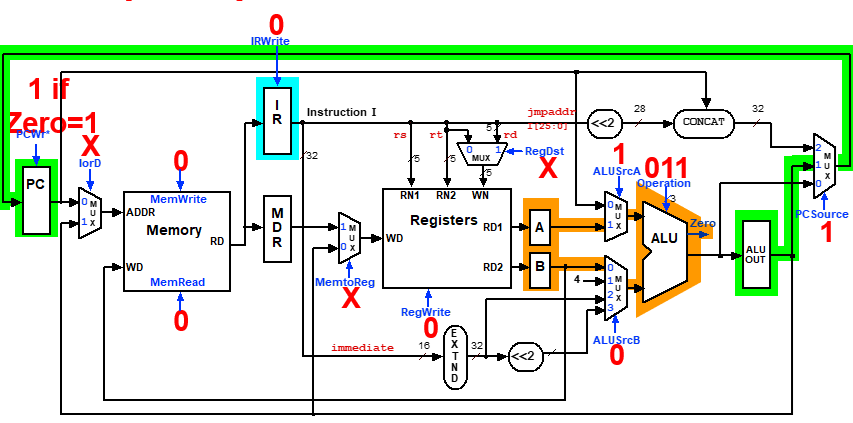 0
IRWrite
1 if
Zero=1
PCWr*
IorD
X
PC
0
1
M
U
X
0
MemWrite
ADDR
Memory
RD
WD
MemRead
0
I
R
Instruction I
32
M
D
R
1
0
M
U
X
MemtoReg
X
rs
rt
rd
5
5
5
5
0
1
MUX
RegDst
X
RN1
RN2
WN
Registers
WD
RD1
RD2
RegWrite
0
immediate
16
E
X
T
N
D
32
<<2
jmpaddr
I[25:0]
<<2
28
CONCAT
32
A
B
1
ALUSrcA
0
1
M
U
X
4
0
1
2
3
M
U
X
ALUSrcB
0
011
Operation
3
ALU
Zero
ALU
OUT
2
1
0
M
U
X
PCSource
1